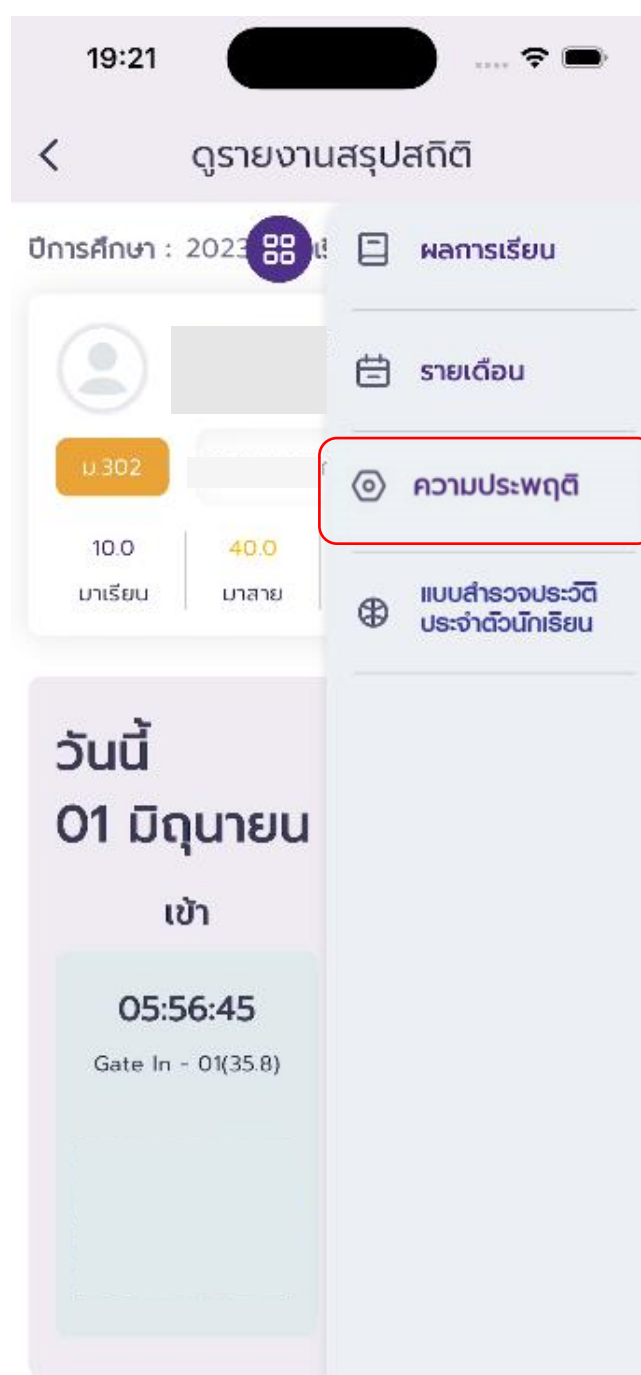 19:21
ดูรายงานสรุปสถิติ
ปีการศึกษา : 2023
ผลการเรียน
รายเดือน
ม.302
ความประพฤติ
10.0
40.0
มาเรียน
มาสาย
แบบสำรวจประวัติ
ประจำตัวนักเรียน
วันนี้
01 มิถุนายน
เข้า
05:56:45
Gate In - 01(35.8)